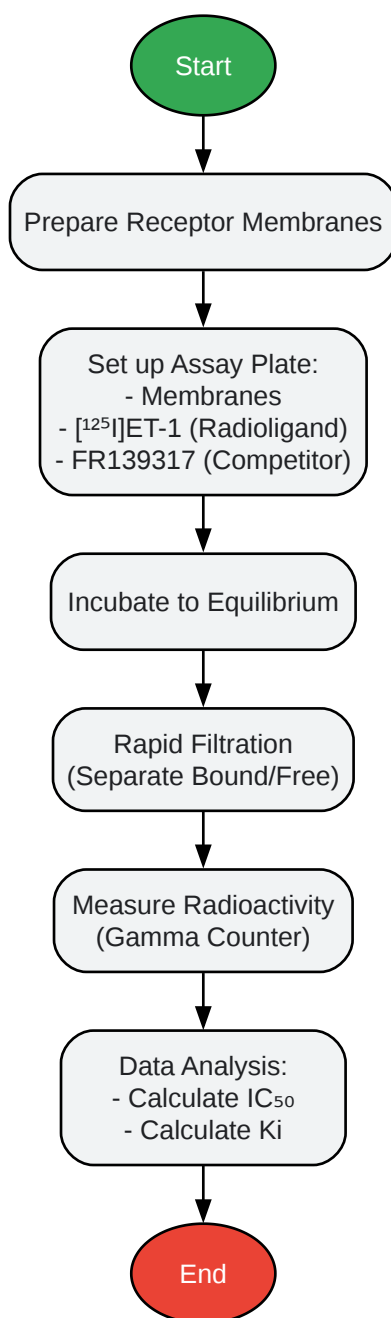 Start
Prepare Receptor Membranes
Set up Assay Plate:
- Membranes
- [¹²⁵I]ET-1 (Radioligand)
- FR139317 (Competitor)
Incubate to Equilibrium
Rapid Filtration
(Separate Bound/Free)
Measure Radioactivity
(Gamma Counter)
Data Analysis:
- Calculate IC₅₀
- Calculate Ki
End